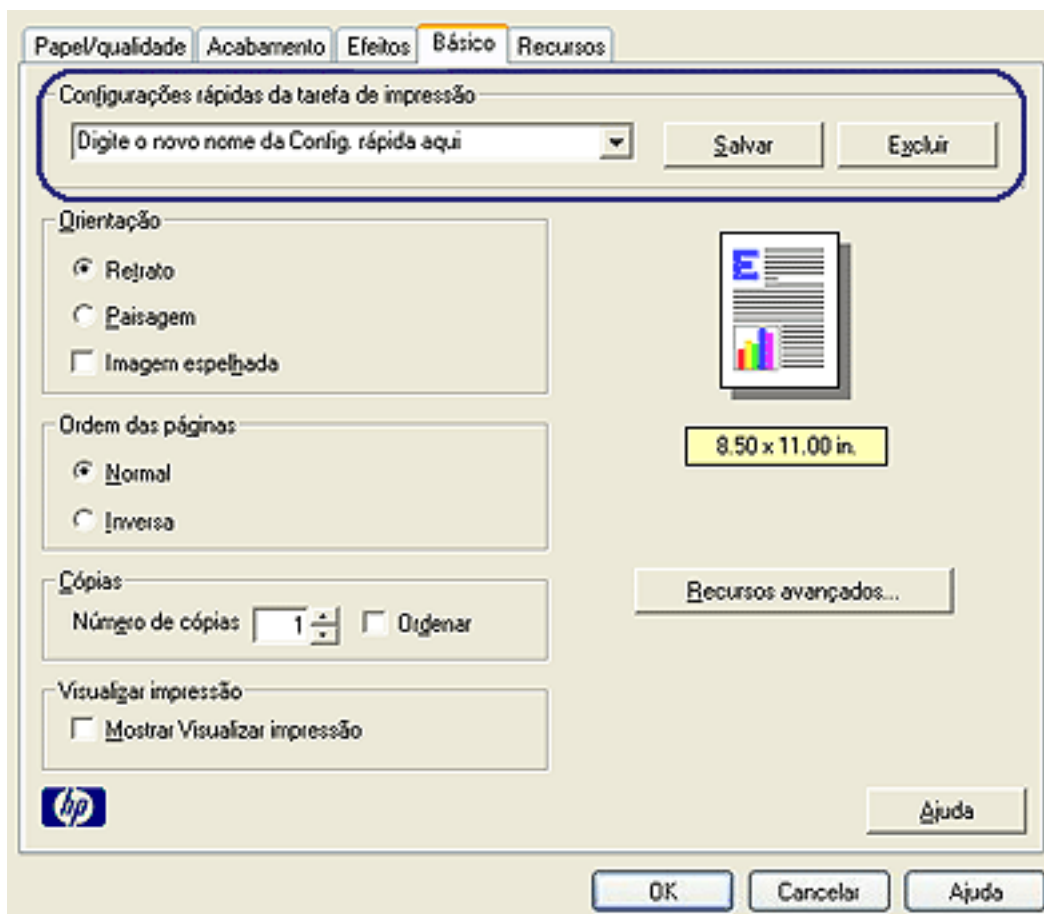 Papel/qualidade Acabamento Efeitos Básico Recursos
Configurações rápidas da tarefa de impressão
Digite o novo nome da Config. rápida aqui Salvar Excluir
Orientação
Retrato
Paisagem
Imagem espelhada
E
8.50 x 11.00 in.
Ordem das páginas
Normal
Inversa
Cópias
Número de cópias 1 Ordenar
Recursos avançados...
Visualizar impressão
Mostrar Visualizar impressão
hp
Ajuda
OK Cancelar Ajuda